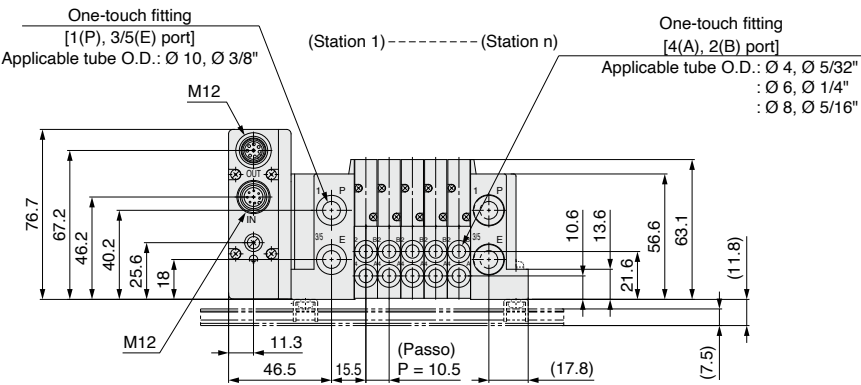 One-touch fitting
[1(P), 3/5(E) port]
Applicable tube O.D.: Ø 10, Ø 3/8"
(Station 1) (Station n)
One-touch fitting
[4(A), 2(B) port]
Applicable tube O.D.: Ø 4, Ø 5/32"
: Ø 6, Ø 1/4"
: Ø 8, Ø 5/16"
M12
OUT
IN
1 P
3/5 E
1 P
3/5 E
76.7
67.2
46.2
40.2
25.6
18
10.6
13.6
21.6
56.6
63.1
(11.8)
(7.5)
M12
11.3
46.5
15.5
(Passo)
P = 10.5
(17.8)